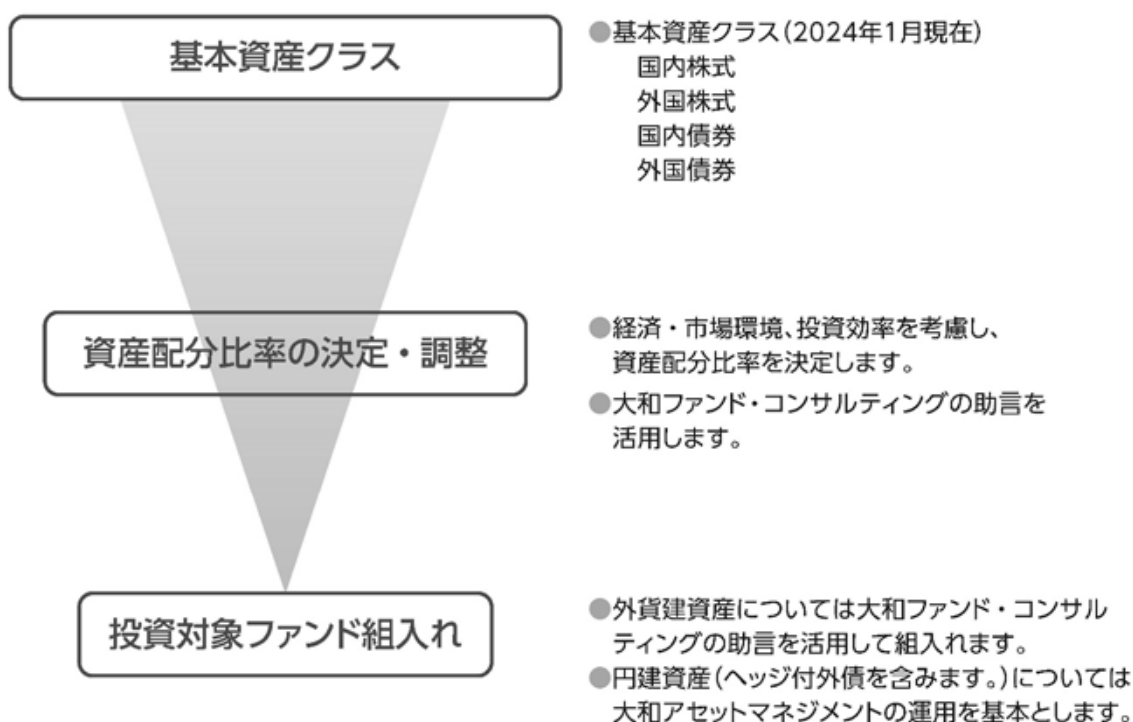 基本資産クラス
●基本資産クラス（2024年1月現在）
国内株式
外国株式
国内債券
外国債券
資産配分比率の決定・調整
●経済・市場環境、投資効率を考慮し、
資産配分比率を決定します。
●大和ファンド・コンサルティングの助言を
活用します。
投資対象ファンド組入れ
●外貨建資産については大和ファンド・コンサル
ティングの助言を活用して組入れます。
●円建資産（ヘッジ付外債を含みます。）については
大和アセットマネジメントの運用を基本とします。